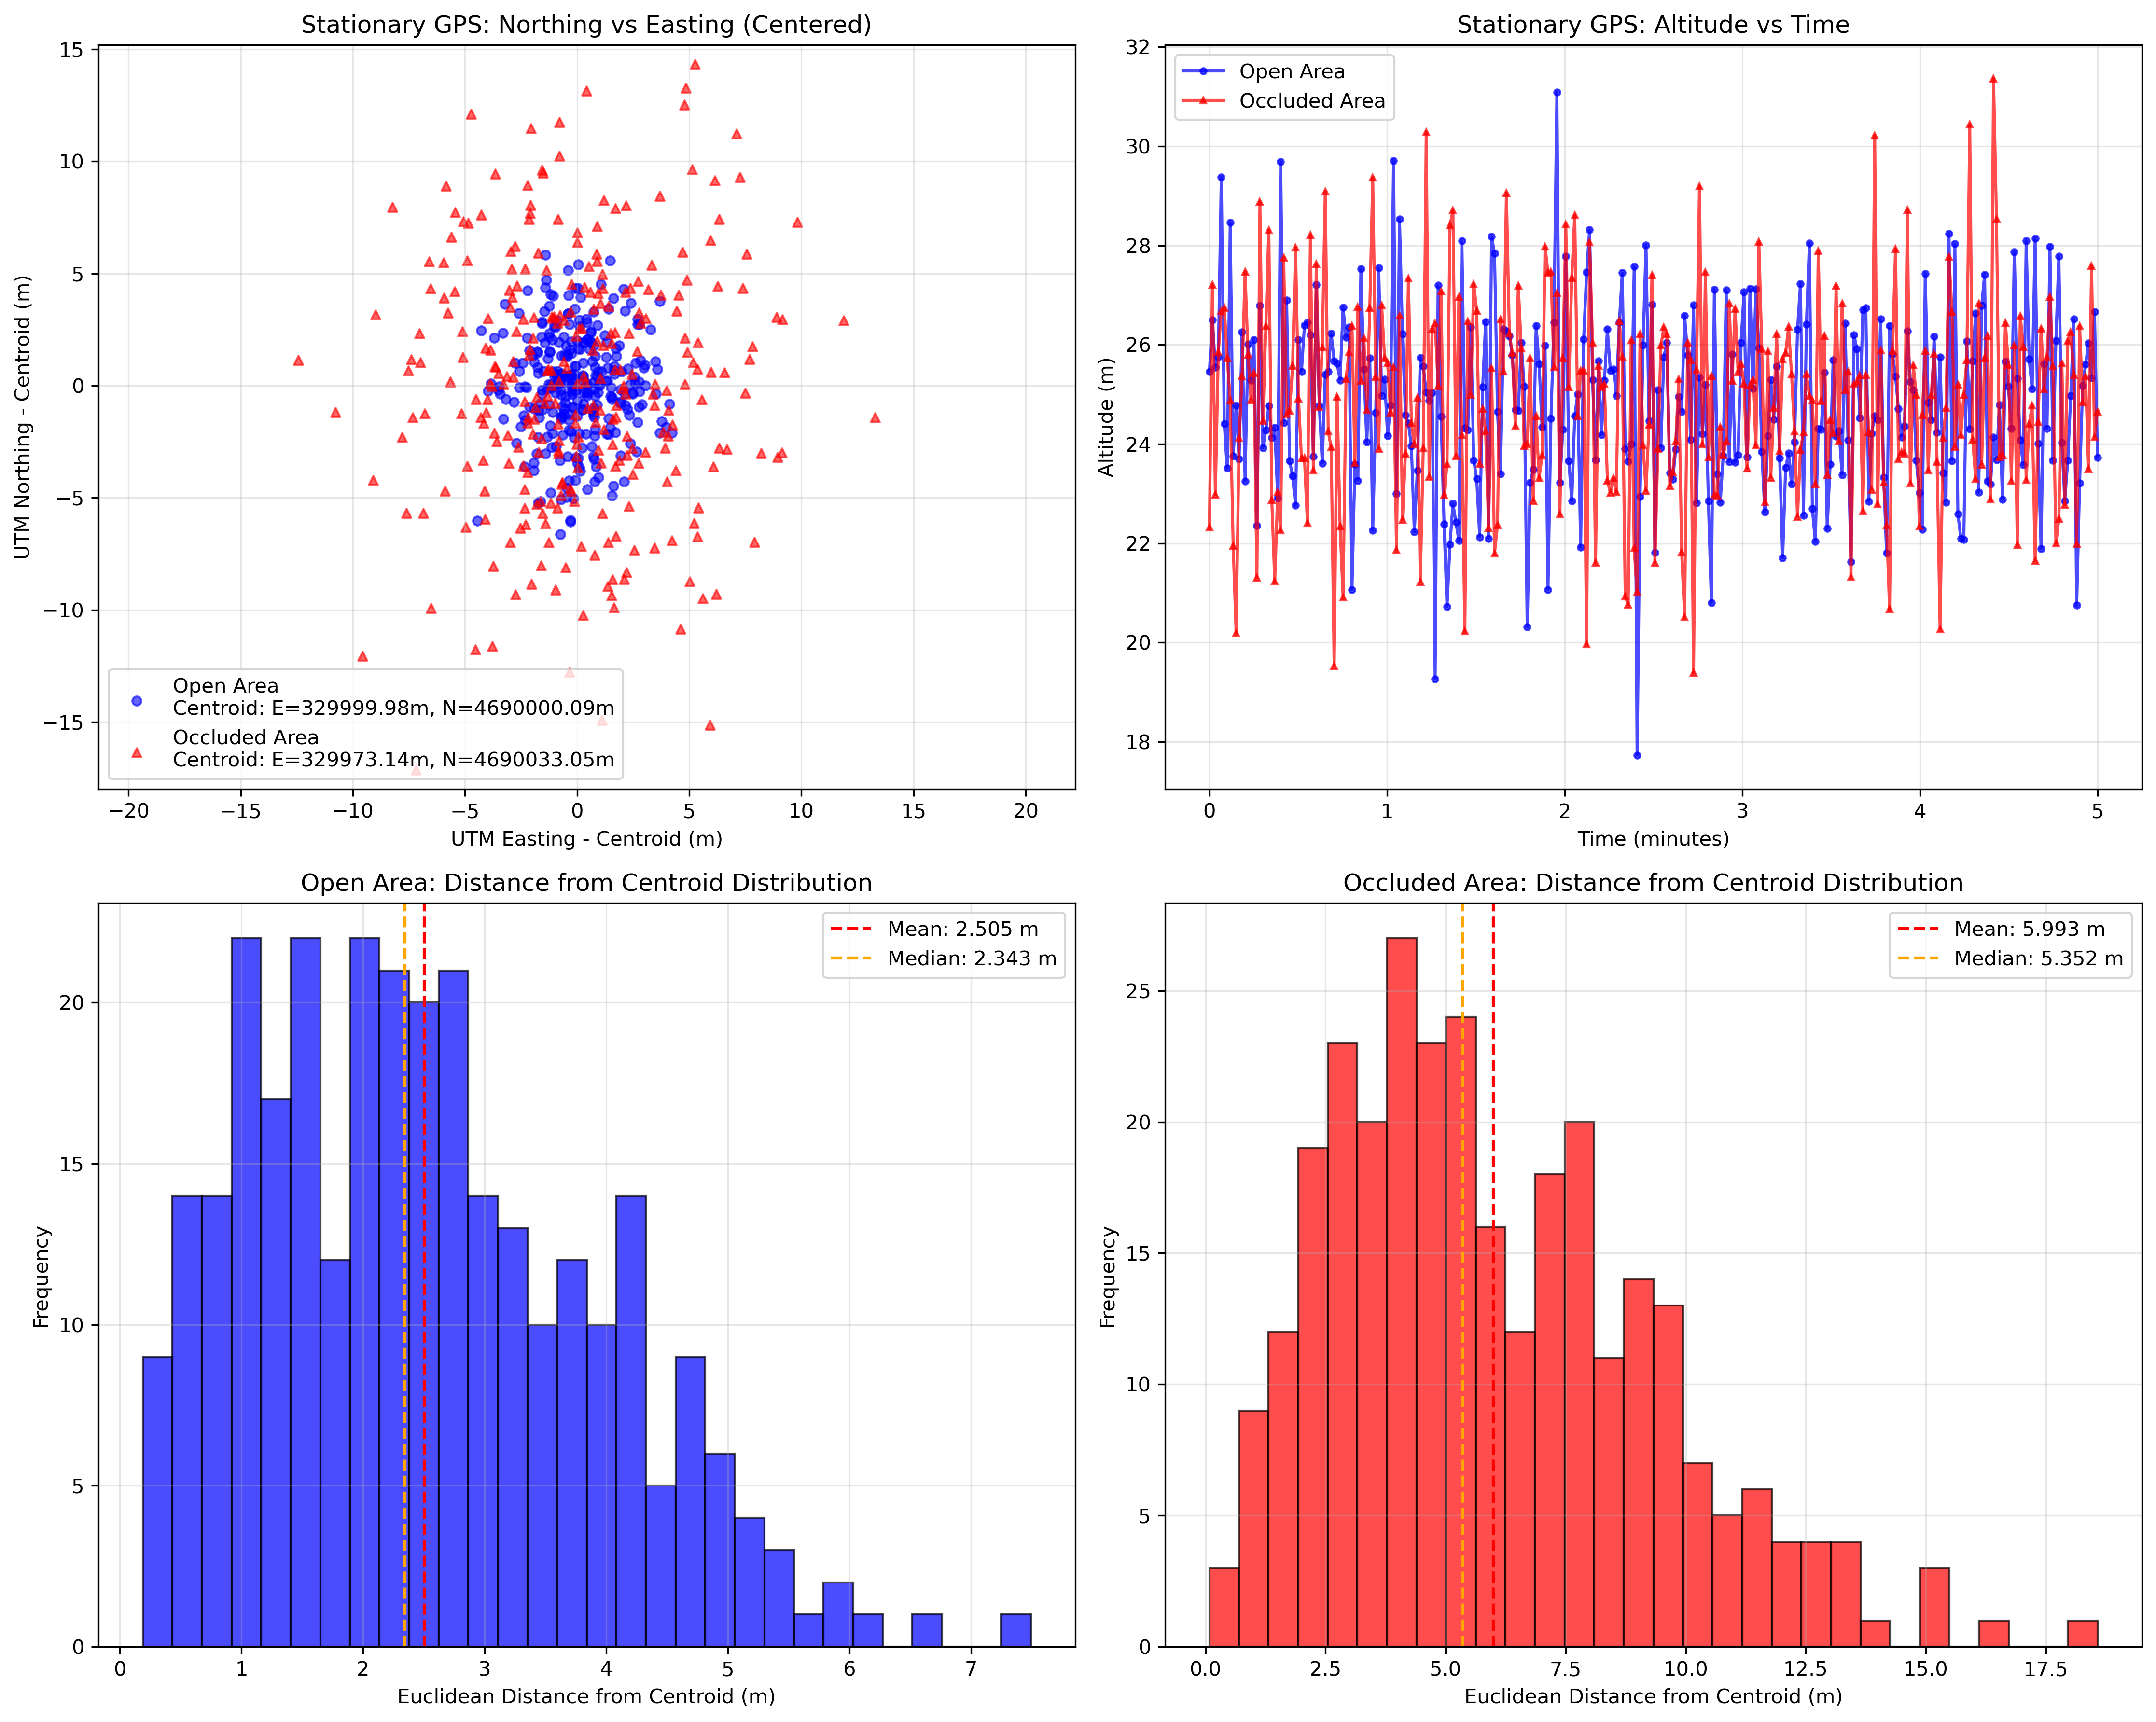 Stationary GPS: Northing vs Easting (Centered)
15
10
5
0
−5
−10
−15
UTM Northing - Centroid (m)
Open Area
Centroid: E=329999.98m, N=4690000.09m
Occluded Area
Centroid: E=329973.14m, N=4690033.05m
−20 −15 −10 −5 0 5 10 15 20
UTM Easting - Centroid (m)
Stationary GPS: Altitude vs Time
Open Area
Occluded Area
32
30
28
26
24
22
20
18
Altitude (m)
0 1 2 3 4 5
Time (minutes)
Open Area: Distance from Centroid Distribution
Mean: 2.505 m
Median: 2.343 m
20
15
10
5
0
Frequency
0 1 2 3 4 5 6 7
Euclidean Distance from Centroid (m)
Occluded Area: Distance from Centroid Distribution
Mean: 5.993 m
Median: 5.352 m
25
20
15
10
5
0
Frequency
0.0 2.5 5.0 7.5 10.0 12.5 15.0 17.5
Euclidean Distance from Centroid (m)